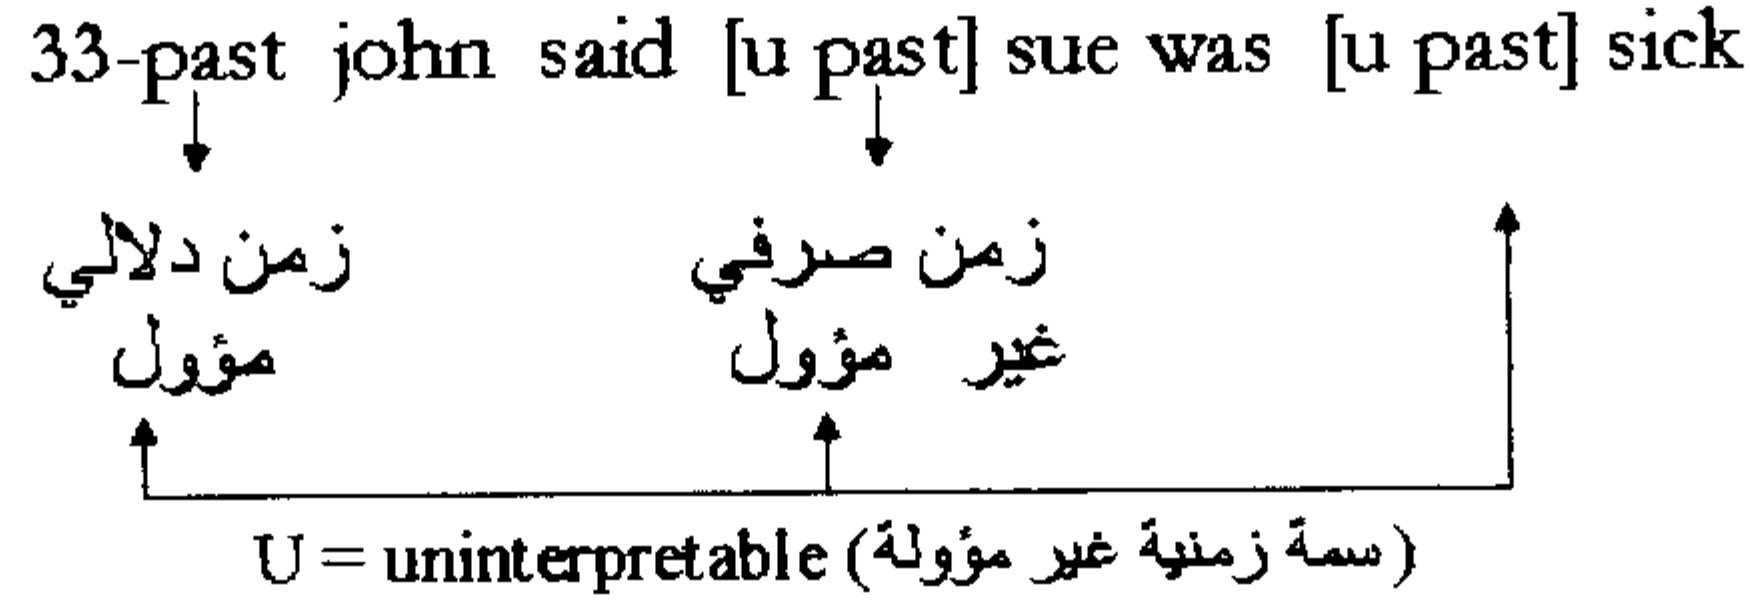 33-past john said [u past] sue was [u past] sick
زمن دلالي
مؤول
زمن صرفي
غير مؤول
U = uninterpretable (سمة زمنية غير مؤولة)